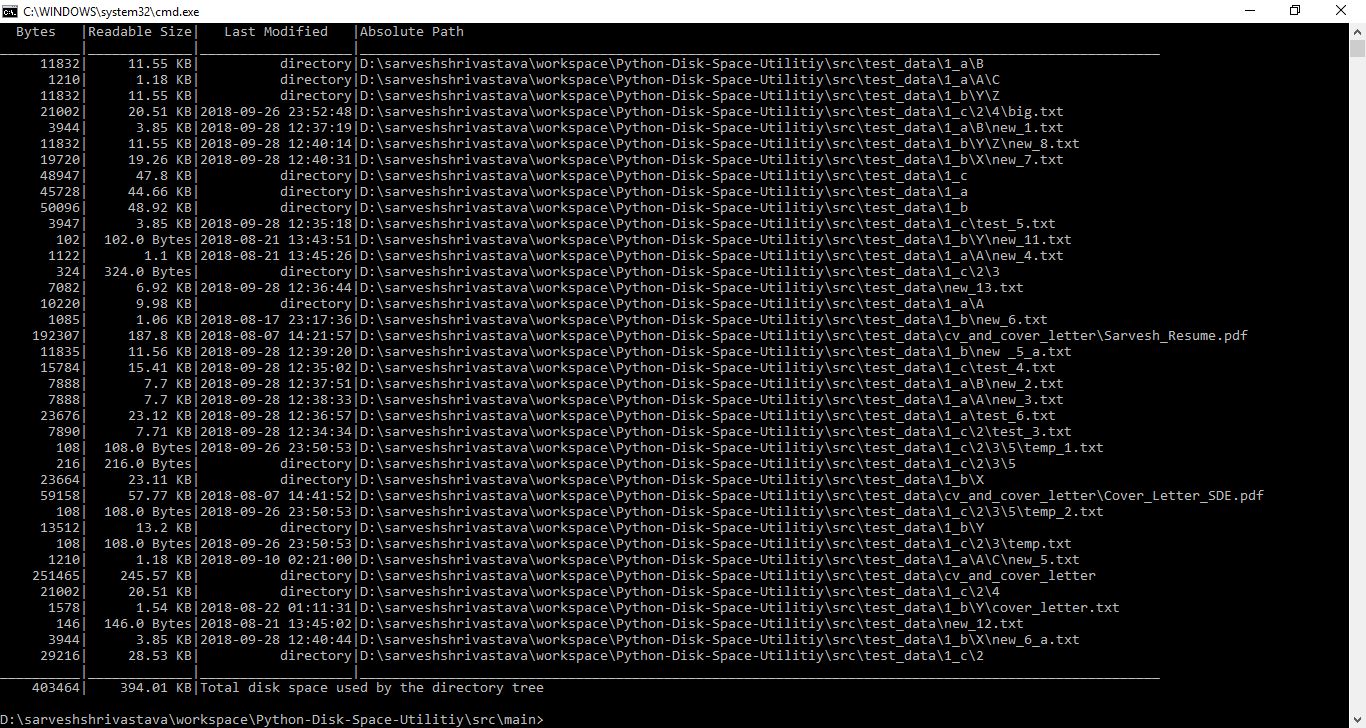 C:\WINDOWS\system32\cmd.exe
Bytes |Readable Size| Last Modified |Absolute Path
11832| 11.55 KB| directory|D:\sarveshshrivastava\workspace\Python-Disk-Space-Utilitiy\src\test_data\1_a\B
1210| 1.18 KB| directory|D:\sarveshshrivastava\workspace\Python-Disk-Space-Utilitiy\src\test_data\1_a\A\C
11832| 11.55 KB| directory|D:\sarveshshrivastava\workspace\Python-Disk-Space-Utilitiy\src\test_data\1_b\Y\Z
21002| 20.51 KB|2018-09-26 23:52:48|D:\sarveshshrivastava\workspace\Python-Disk-Space-Utilitiy\src\test_data\1_c\2\4\big.txt
3944| 3.85 KB|2018-09-28 12:37:19|D:\sarveshshrivastava\workspace\Python-Disk-Space-Utilitiy\src\test_data\1_a\B\new_1.txt
11832| 11.55 KB|2018-09-28 12:40:14|D:\sarveshshrivastava\workspace\Python-Disk-Space-Utilitiy\src\test_data\1_b\Y\Z\new_8.txt
19720| 19.26 KB|2018-09-28 12:40:31|D:\sarveshshrivastava\workspace\Python-Disk-Space-Utilitiy\src\test_data\1_b\X\new_7.txt
48947| 47.8 KB| directory|D:\sarveshshrivastava\workspace\Python-Disk-Space-Utilitiy\src\test_data\1_c
45728| 44.66 KB| directory|D:\sarveshshrivastava\workspace\Python-Disk-Space-Utilitiy\src\test_data\1_a
50096| 48.92 KB| directory|D:\sarveshshrivastava\workspace\Python-Disk-Space-Utilitiy\src\test_data\1_b
3947| 3.85 KB|2018-09-28 12:35:18|D:\sarveshshrivastava\workspace\Python-Disk-Space-Utilitiy\src\test_data\1_c\test_5.txt
102| 102.0 Bytes|2018-08-21 13:43:51|D:\sarveshshrivastava\workspace\Python-Disk-Space-Utilitiy\src\test_data\1_b\Y\new_11.txt
1122| 1.1 KB|2018-08-21 13:45:26|D:\sarveshshrivastava\workspace\Python-Disk-Space-Utilitiy\src\test_data\1_a\A\new_4.txt
324| 324.0 Bytes| directory|D:\sarveshshrivastava\workspace\Python-Disk-Space-Utilitiy\src\test_data\1_c\2\3
7082| 6.92 KB|2018-09-28 12:36:44|D:\sarveshshrivastava\workspace\Python-Disk-Space-Utilitiy\src\test_data\new_13.txt
10220| 9.98 KB| directory|D:\sarveshshrivastava\workspace\Python-Disk-Space-Utilitiy\src\test_data\1_a\A
1085| 1.06 KB|2018-08-17 23:17:36|D:\sarveshshrivastava\workspace\Python-Disk-Space-Utilitiy\src\test_data\1_b\new_6.txt
192307| 187.8 KB|2018-08-07 14:21:57|D:\sarveshshrivastava\workspace\Python-Disk-Space-Utilitiy\src\test_data\cv_and_cover_letter\Sarvesh_Resume.pdf
11835| 11.56 KB|2018-09-28 12:39:20|D:\sarveshshrivastava\workspace\Python-Disk-Space-Utilitiy\src\test_data\1_b\new _5_a.txt
15784| 15.41 KB|2018-09-28 12:35:02|D:\sarveshshrivastava\workspace\Python-Disk-Space-Utilitiy\src\test_data\1_c\test_4.txt
7888| 7.7 KB|2018-09-28 12:37:51|D:\sarveshshrivastava\workspace\Python-Disk-Space-Utilitiy\src\test_data\1_a\B\new_2.txt
7888| 7.7 KB|2018-09-28 12:38:33|D:\sarveshshrivastava\workspace\Python-Disk-Space-Utilitiy\src\test_data\1_a\A\new_3.txt
23676| 23.12 KB|2018-09-28 12:36:57|D:\sarveshshrivastava\workspace\Python-Disk-Space-Utilitiy\src\test_data\1_a\test_6.txt
7890| 7.71 KB|2018-09-28 12:34:34|D:\sarveshshrivastava\workspace\Python-Disk-Space-Utilitiy\src\test_data\1_c\2\test_3.txt
108| 108.0 Bytes|2018-09-26 23:50:53|D:\sarveshshrivastava\workspace\Python-Disk-Space-Utilitiy\src\test_data\1_c\2\3\5\temp_1.txt
216| 216.0 Bytes| directory|D:\sarveshshrivastava\workspace\Python-Disk-Space-Utilitiy\src\test_data\1_c\2\3\5
23664| 23.11 KB| directory|D:\sarveshshrivastava\workspace\Python-Disk-Space-Utilitiy\src\test_data\1_b\X
59158| 57.77 KB|2018-08-07 14:41:52|D:\sarveshshrivastava\workspace\Python-Disk-Space-Utilitiy\src\test_data\cv_and_cover_letter\Cover_Letter_SDE.pdf
108| 108.0 Bytes|2018-09-26 23:50:53|D:\sarveshshrivastava\workspace\Python-Disk-Space-Utilitiy\src\test_data\1_c\2\3\5\temp_2.txt
13512| 13.2 KB| directory|D:\sarveshshrivastava\workspace\Python-Disk-Space-Utilitiy\src\test_data\1_b\Y
108| 108.0 Bytes|2018-09-26 23:50:53|D:\sarveshshrivastava\workspace\Python-Disk-Space-Utilitiy\src\test_data\1_c\2\3\temp.txt
1210| 1.18 KB|2018-09-10 02:21:00|D:\sarveshshrivastava\workspace\Python-Disk-Space-Utilitiy\src\test_data\1_a\A\C\new_5.txt
251465| 245.57 KB| directory|D:\sarveshshrivastava\workspace\Python-Disk-Space-Utilitiy\src\test_data\cv_and_cover_letter
21002| 20.51 KB| directory|D:\sarveshshrivastava\workspace\Python-Disk-Space-Utilitiy\src\test_data\1_c\2\4
1578| 1.54 KB|2018-08-22 01:11:31|D:\sarveshshrivastava\workspace\Python-Disk-Space-Utilitiy\src\test_data\1_b\Y\cover_letter.txt
146| 146.0 Bytes|2018-08-21 13:45:02|D:\sarveshshrivastava\workspace\Python-Disk-Space-Utilitiy\src\test_data\new_12.txt
3944| 3.85 KB|2018-09-28 12:40:44|D:\sarveshshrivastava\workspace\Python-Disk-Space-Utilitiy\src\test_data\1_b\X\new_6_a.txt
29216| 28.53 KB| directory|D:\sarveshshrivastava\workspace\Python-Disk-Space-Utilitiy\src\test_data\1_c\2
403464| 394.01 KB|Total disk space used by the directory tree
D:\sarveshshrivastava\workspace\Python-Disk-Space-Utilitiy\src\main>